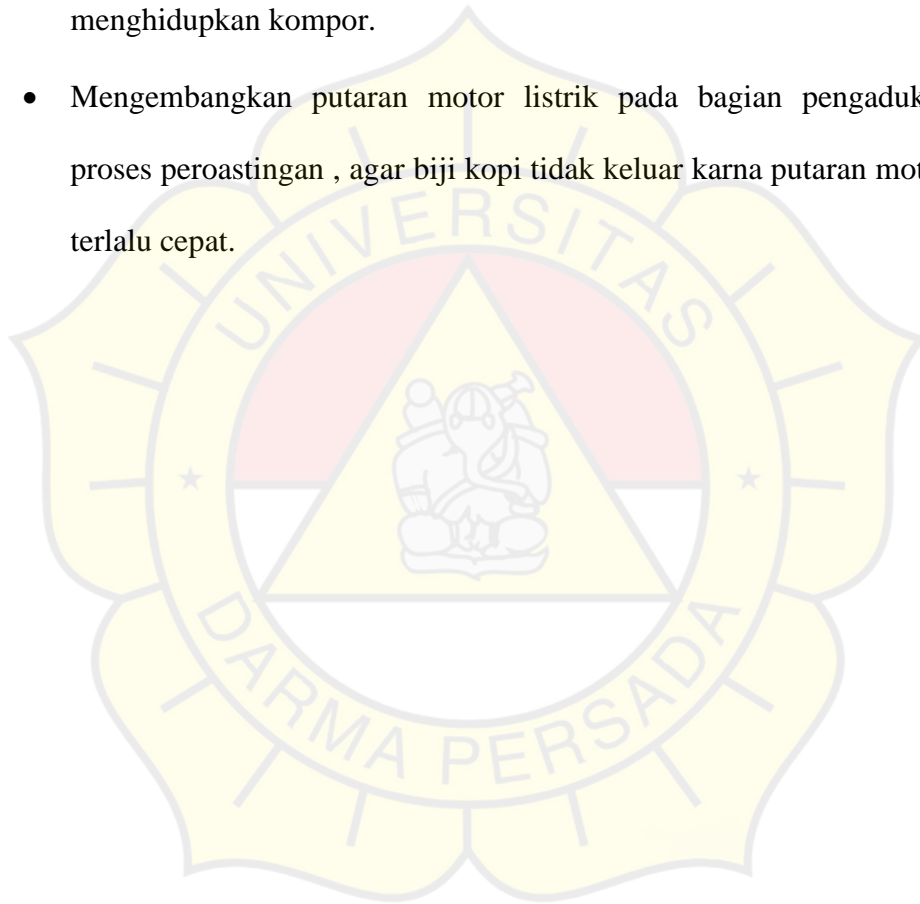 menghidupkan kompor.
• Mengembangkan putaran motor listrik pada bagian pengaduk
proses peroastingan , agar biji kopi tidak keluar karna putaran mot
terlalu cepat.
UNIVERSITAS
DARMA PERSADA